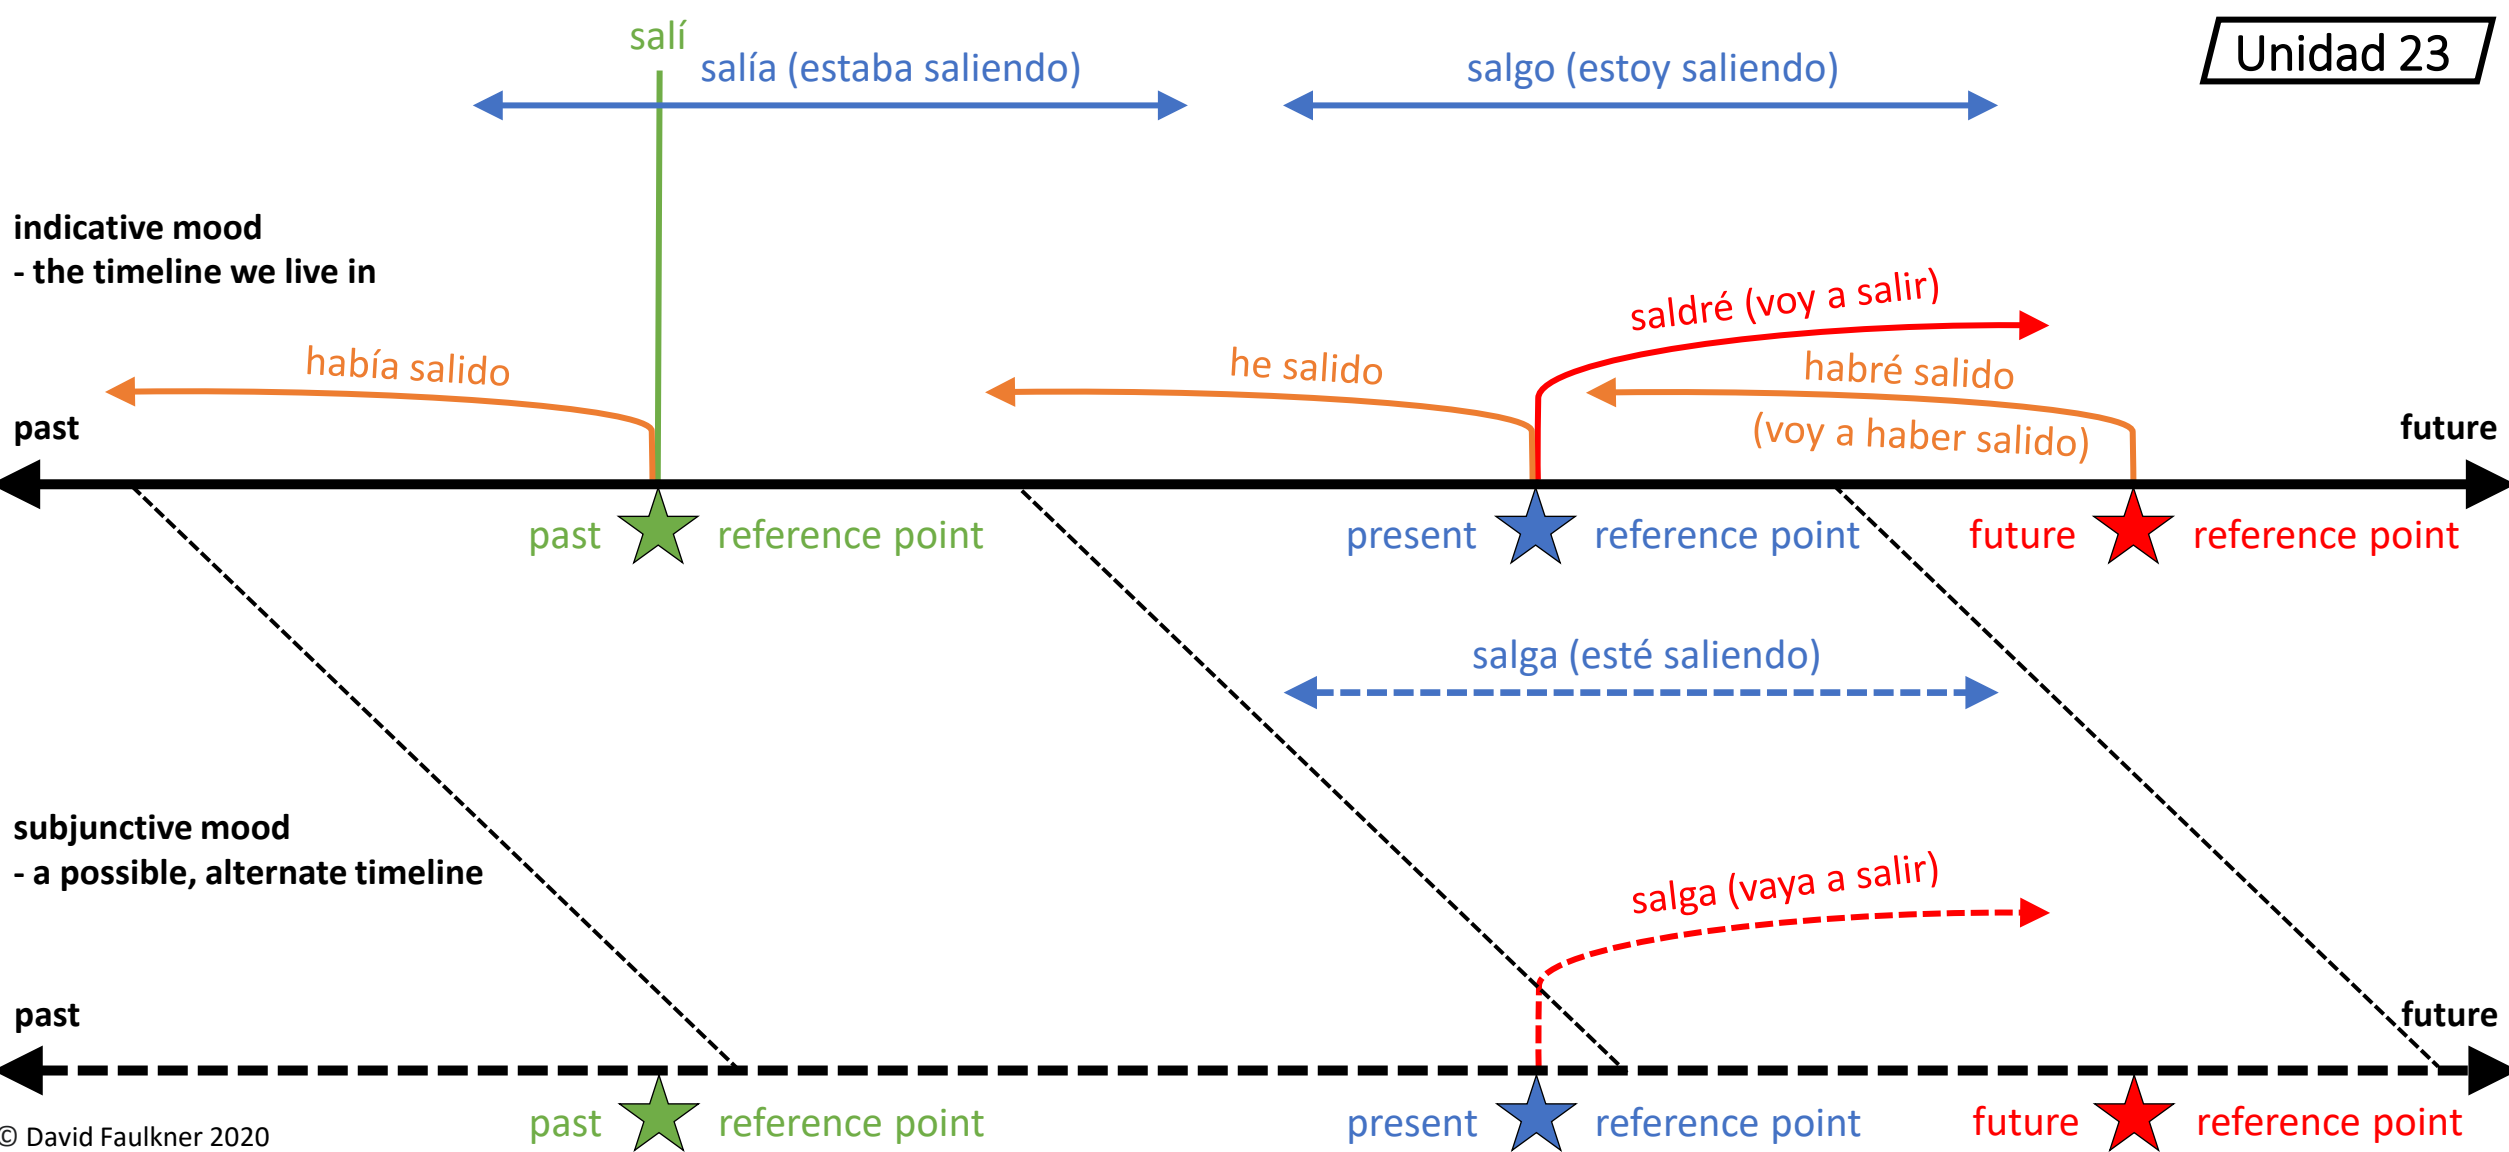 Unidad 23
salí
salía (estaba saliendo)
salgo (estoy saliendo)
indicative mood
- the timeline we live in
saldré (voy a salir)
había salido
he salido
habré salido
(voy a haber salido)
past
future
past reference point
present reference point
future reference point
salga (esté saliendo)
subjunctive mood
- a possible, alternate timeline
salga (vaya a salir)
past
future
past reference point
present reference point
future reference point
© David Faulkner 2020